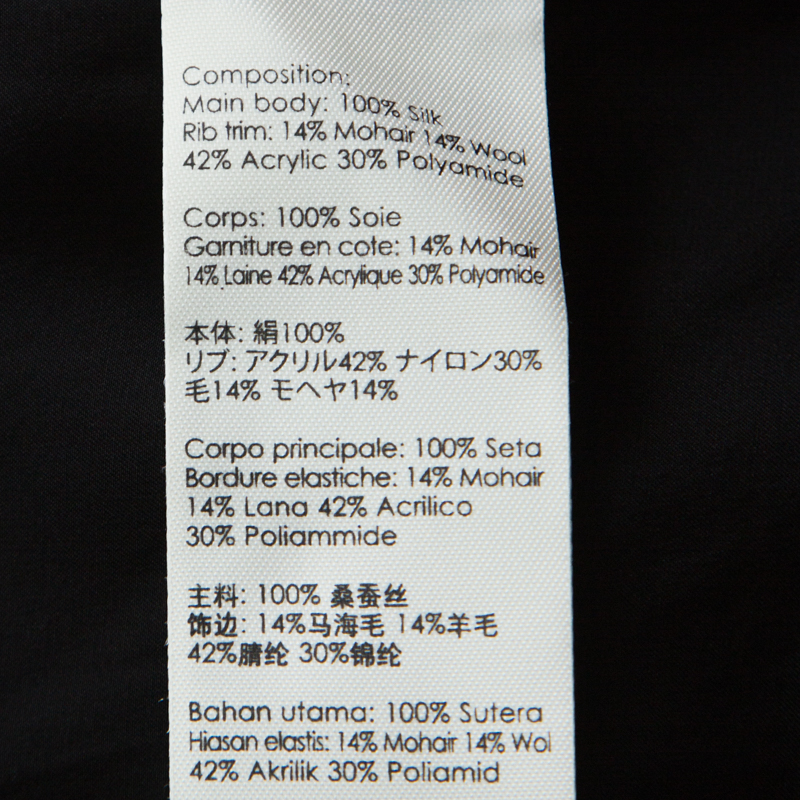 Composition:
Main body: 100% Silk
Rib trim: 14% Mohair 14% Wool
42% Acrylic 30% Polyamide
Corps: 100% Soie
Garniture en cote: 14% Mohair
14% Laine 42% Acrylique 30% Polyamide
本体: 絹100%
リブ: アクリル42% ナイロン30%
毛14% モヘヤ14%
Corpo principale: 100% Seta
Bordure elastiche: 14% Mohair
14% Lana 42% Acrilico
30% Poliammide
主料: 100% 桑蚕丝
饰边: 14%马海毛 14%羊毛
42%腈纶 30%锦纶
Bahan utama: 100% Sutera
Hiasan elastis: 14% Mohair 14% Wol
42% Akrilik 30% Poliamid